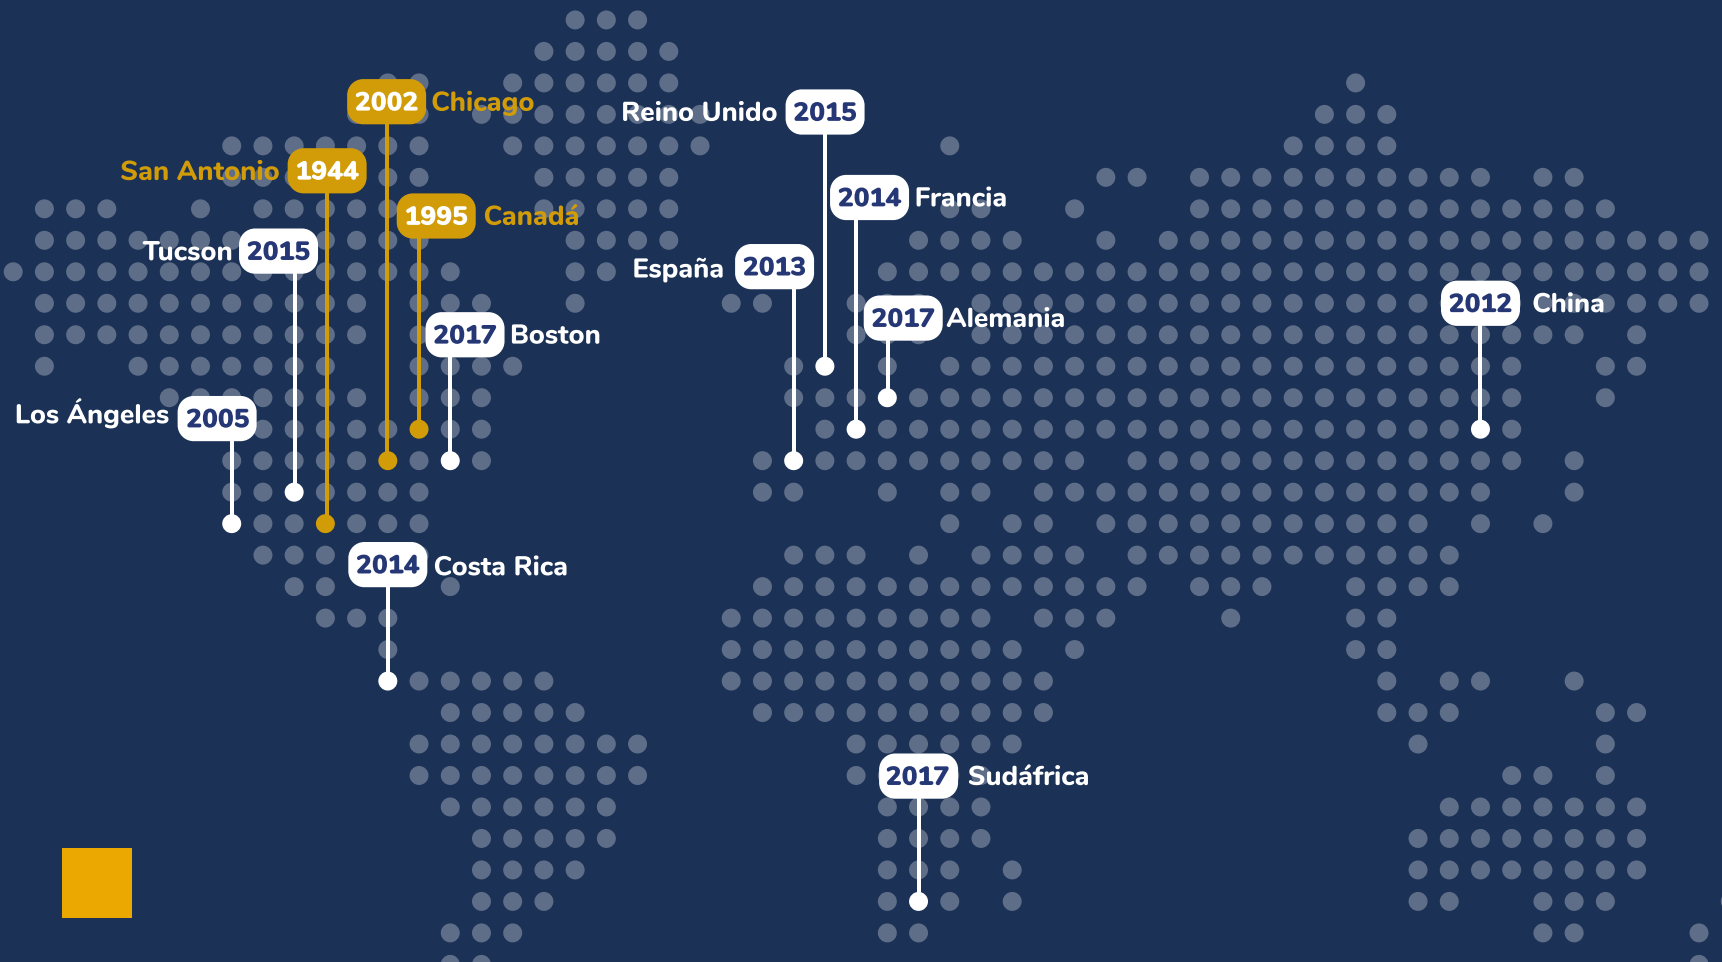 2002 Chicago
Reino Unido 2015
San Antonio 1944
2014 Francia
1995 Canadá
Tucson 2015
España 2013
2012 China
2017 Alemania
2017 Boston
Los Ángeles 2005
2014 Costa Rica
2017 Sudáfrica